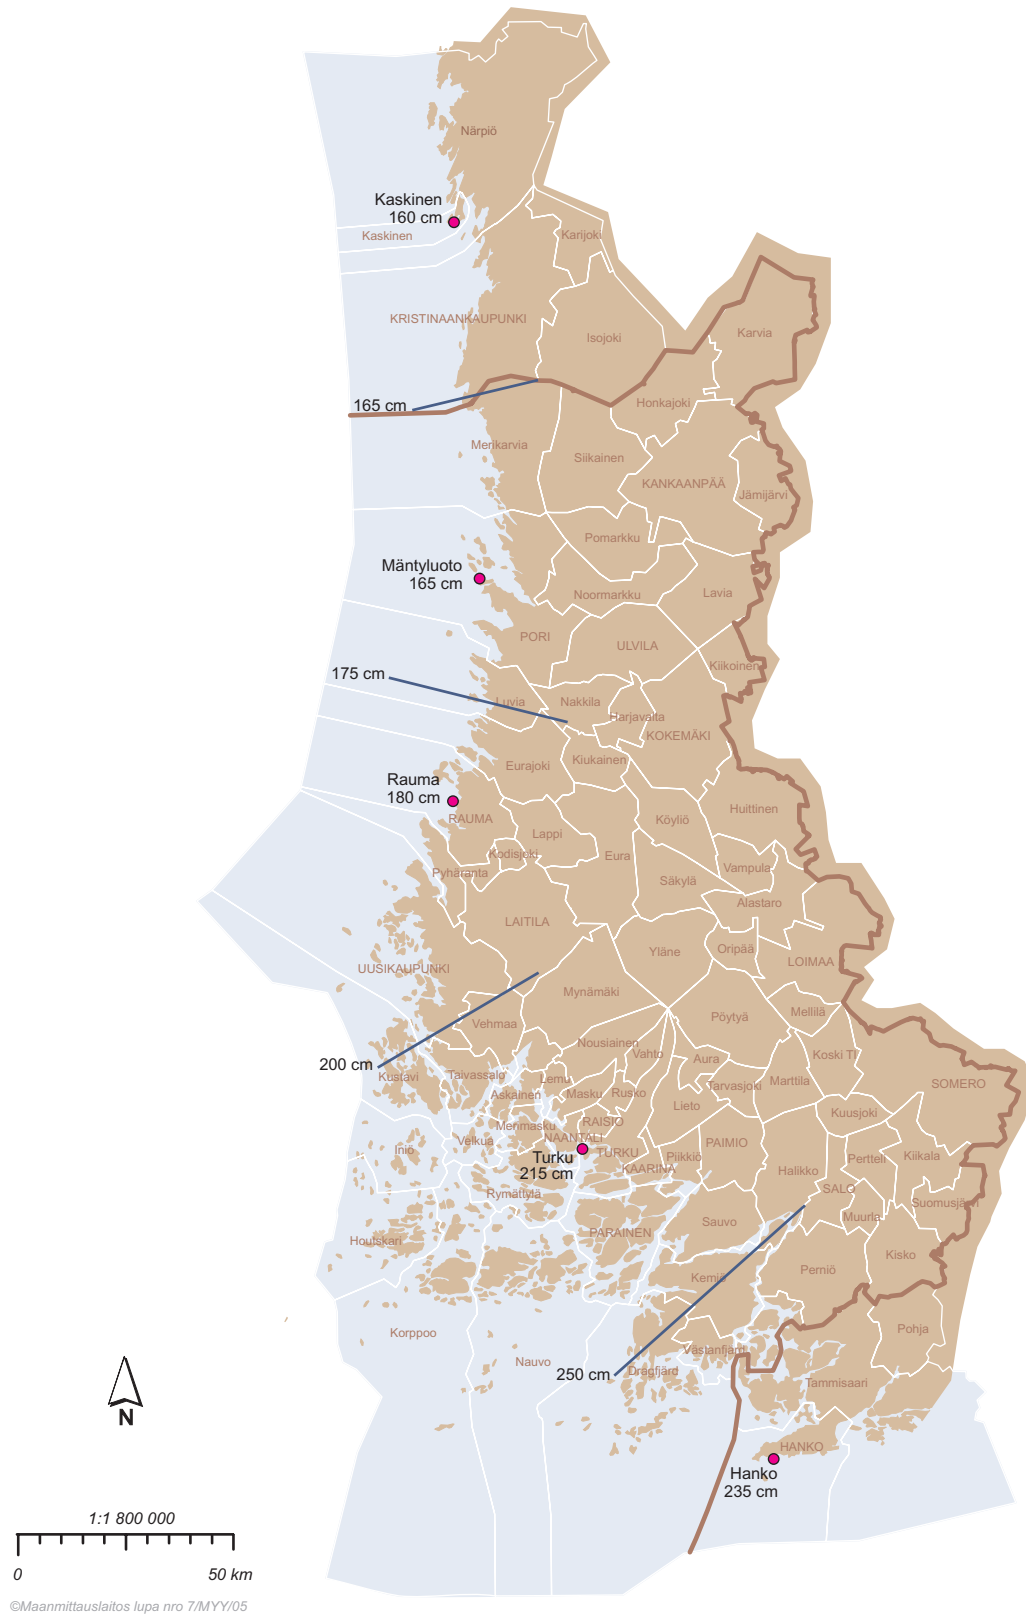 Närpiö
Kaskinen
160 cm
Kaskinen
Karijoki
KRISTINAANKAUPUNKI
Isojoki
Karvia
165 cm
Honkajoki
Merikarvia
Siikainen
KANKAANPÄÄ
Jämijärvi
Pomarkku
Mäntyluoto
165 cm
Noormarkku
Lavia
PORI
ULVILA
Kiikoinen
175 cm
Luvia
Nakkila
Harjavalta
KOKEMÄKI
Eurajoki
Kiukainen
Rauma
180 cm
RAUMA
Huittinen
Köyliö
Lappi
Kodisjoki
Eura
Pyhäranta
Vampula
Säkylä
Alastaro
LAITILA
Yläne
Oripää
LOIMAA
UUSIKAUPUNKI
Mynämäki
Mellilä
Pöytyä
Vehmaa
Nousiainen
Vahto
Aura
Koski Tl
200 cm
Kustavi
Taivassalo
Lemu
Askainen
Masku
Rusko
Tarvasjoki
Marttila
SOMERO
Lieto
Kuusjoki
Merimasku
RAISIO
NAANTALI
Velkua
Iniö
TURKU
PAIMIO
Turku
215 cm
KAARINA
Piikkiö
Halikko
Pertteli
Kiikala
SALO
Suomusjärvi
Rymättylä
Muurla
Sauvo
PARAINEN
Houtskari
Kisko
Kemiö
Perniö
Korppoo
Nauvo
Pohja
Västanfjärd
Dragfjärd
250 cm
Tammisaari
HANKO
Hanko
235 cm
N
1:1 800 000
0
50 km
©Maanmittauslaitos lupa nro 7/MYY/05